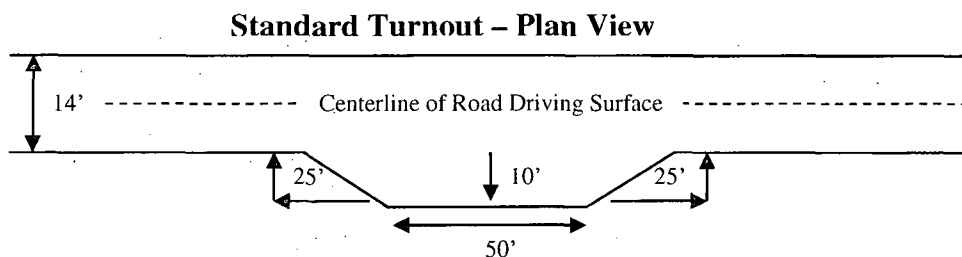 Standard Turnout – Plan View
14'
Centerline of Road Driving Surface
25'
10'
25'
50'